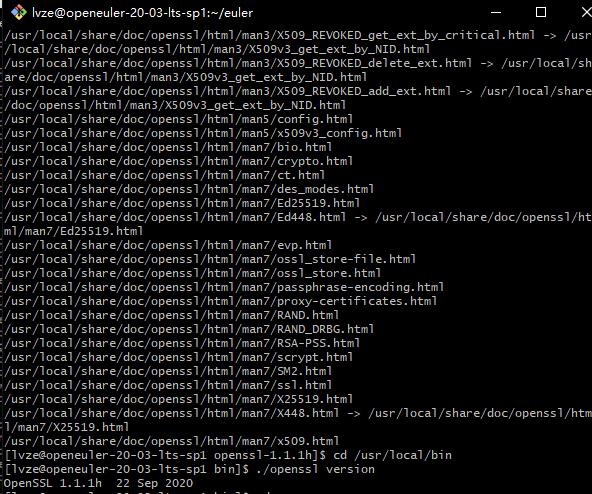 lvze@openeuler-20-03-lts-sp1:~/euler
/usr/local/share/doc/openssl/html/man3/X509_REVOKED_get_ext_by_critical.html -> /usr
/local/share/doc/openssl/html/man3/X509v3_get_ext_by_NID.html
/usr/local/share/doc/openssl/html/man3/X509_REVOKED_delete_ext.html -> /usr/local/sh
are/doc/openssl/html/man3/X509v3_get_ext_by_NID.html
/usr/local/share/doc/openssl/html/man3/X509_REVOKED_add_ext.html -> /usr/local/share
/doc/openssl/html/man3/X509v3_get_ext_by_NID.html
/usr/local/share/doc/openssl/html/man5/config.html
/usr/local/share/doc/openssl/html/man5/x509v3_config.html
/usr/local/share/doc/openssl/html/man7/bio.html
/usr/local/share/doc/openssl/html/man7/crypto.html
/usr/local/share/doc/openssl/html/man7/ct.html
/usr/local/share/doc/openssl/html/man7/des_modes.html
/usr/local/share/doc/openssl/html/man7/Ed25519.html
/usr/local/share/doc/openssl/html/man7/Ed448.html -> /usr/local/share/doc/openssl/ht
ml/man7/Ed25519.html
/usr/local/share/doc/openssl/html/man7/evp.html
/usr/local/share/doc/openssl/html/man7/ossl_store-file.html
/usr/local/share/doc/openssl/html/man7/ossl_store.html
/usr/local/share/doc/openssl/html/man7/passphrase-encoding.html
/usr/local/share/doc/openssl/html/man7/proxy-certificates.html
/usr/local/share/doc/openssl/html/man7/RAND.html
/usr/local/share/doc/openssl/html/man7/RAND_DRBG.html
/usr/local/share/doc/openssl/html/man7/RSA-PSS.html
/usr/local/share/doc/openssl/html/man7/scrypt.html
/usr/local/share/doc/openssl/html/man7/SM2.html
/usr/local/share/doc/openssl/html/man7/ssl.html
/usr/local/share/doc/openssl/html/man7/X25519.html
/usr/local/share/doc/openssl/html/man7/X448.html -> /usr/local/share/doc/openssl/htm
l/man7/X25519.html
/usr/local/share/doc/openssl/html/man7/x509.html
[lvze@openeuler-20-03-lts-sp1 openssl-1.1.1h]$ cd /usr/local/bin
[lvze@openeuler-20-03-lts-sp1 bin]$ ./openssl version
OpenSSL 1.1.1h  22 Sep 2020